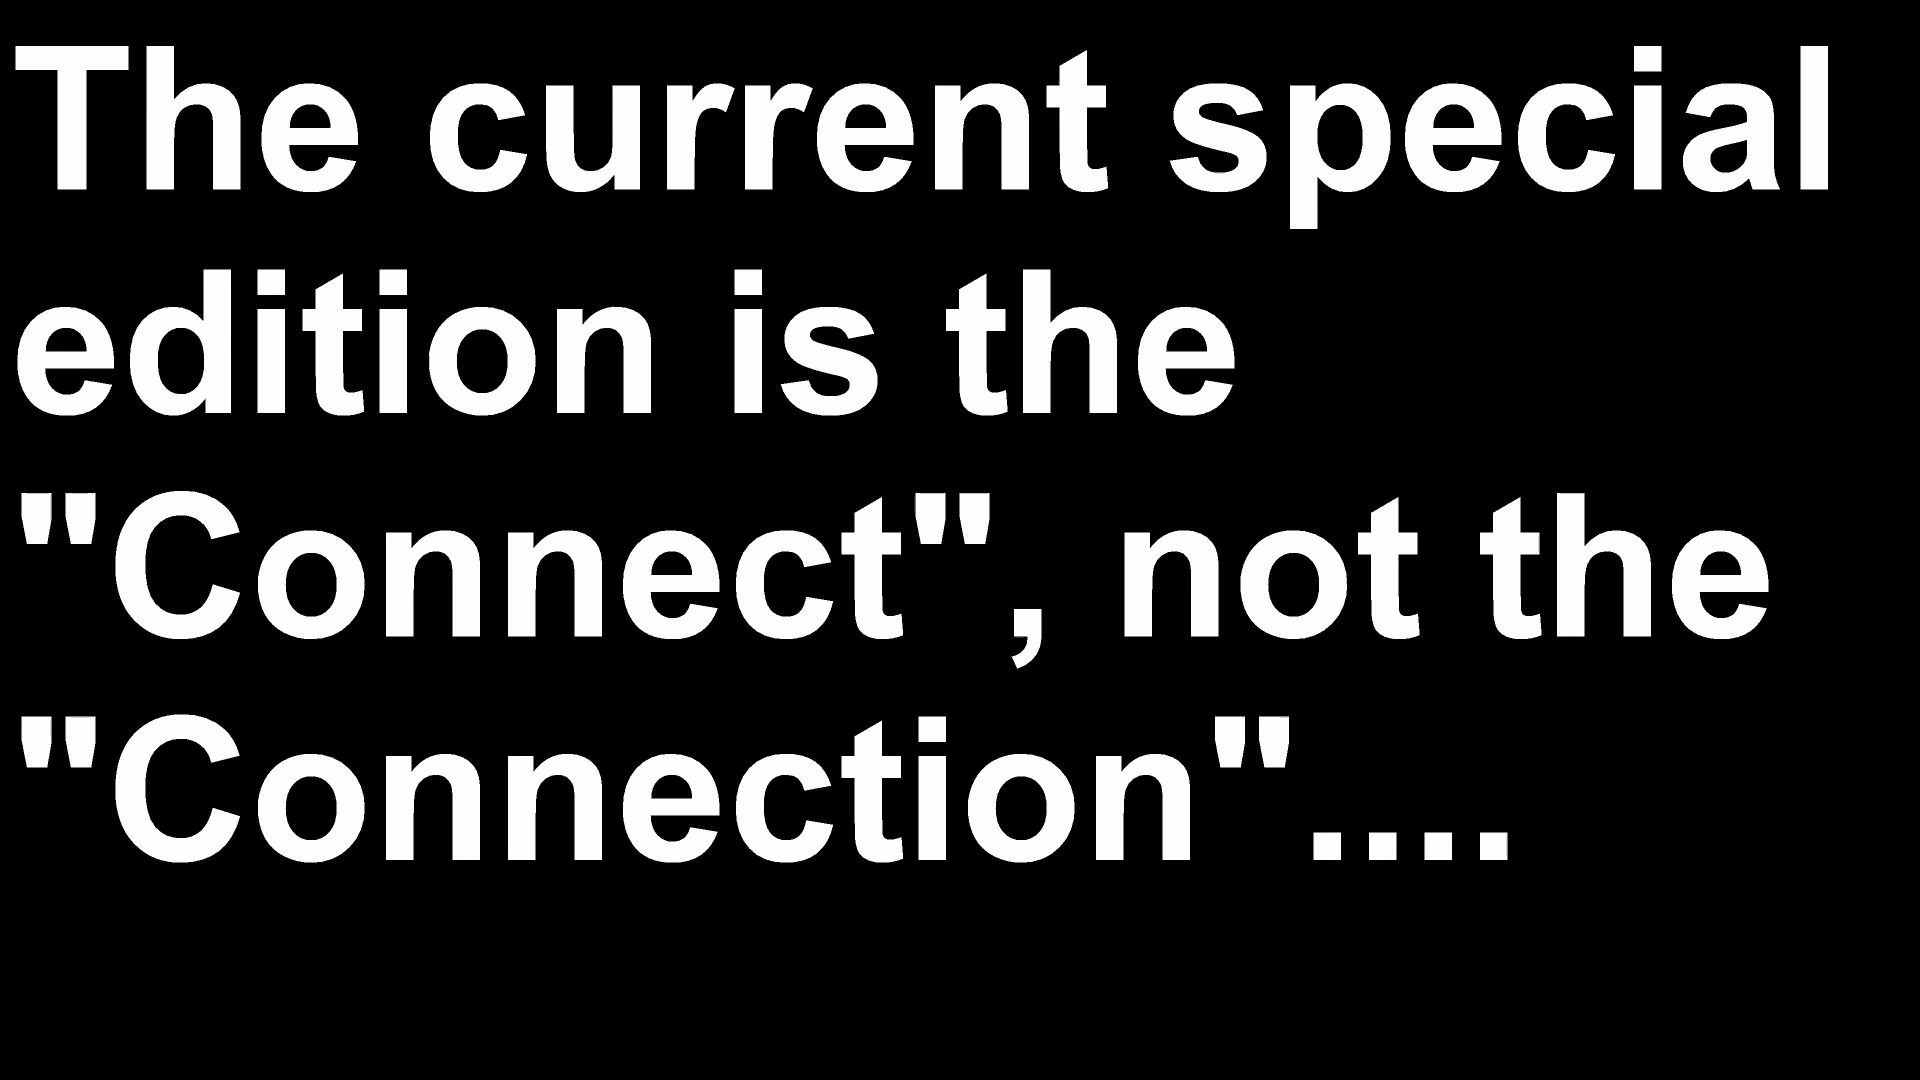 The current special
edition is the
"Connect", not the
"Connection"....